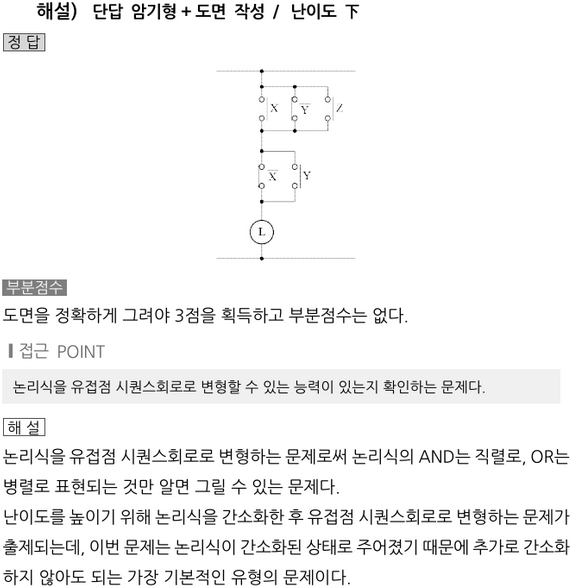 해설) 단답 암기형 + 도면 작성 / 난이도 下
정 답
X Y̅ Z
X̅ Y
L
부분점수
도면을 정확하게 그려야 3점을 획득하고 부분점수는 없다.
접근 POINT
논리식을 유접점 시퀀스회로로 변형할 수 있는 능력이 있는지 확인하는 문제다.
해 설
논리식을 유접점 시퀀스회로로 변형하는 문제로써 논리식의 AND는 직렬로, OR는
병렬로 표현되는 것만 알면 그릴 수 있는 문제다.
난이도를 높이기 위해 논리식을 간소화한 후 유접점 시퀀스회로로 변형하는 문제가
출제되는데, 이번 문제는 논리식이 간소화된 상태로 주어졌기 때문에 추가로 간소화
하지 않아도 되는 가장 기본적인 유형의 문제이다.